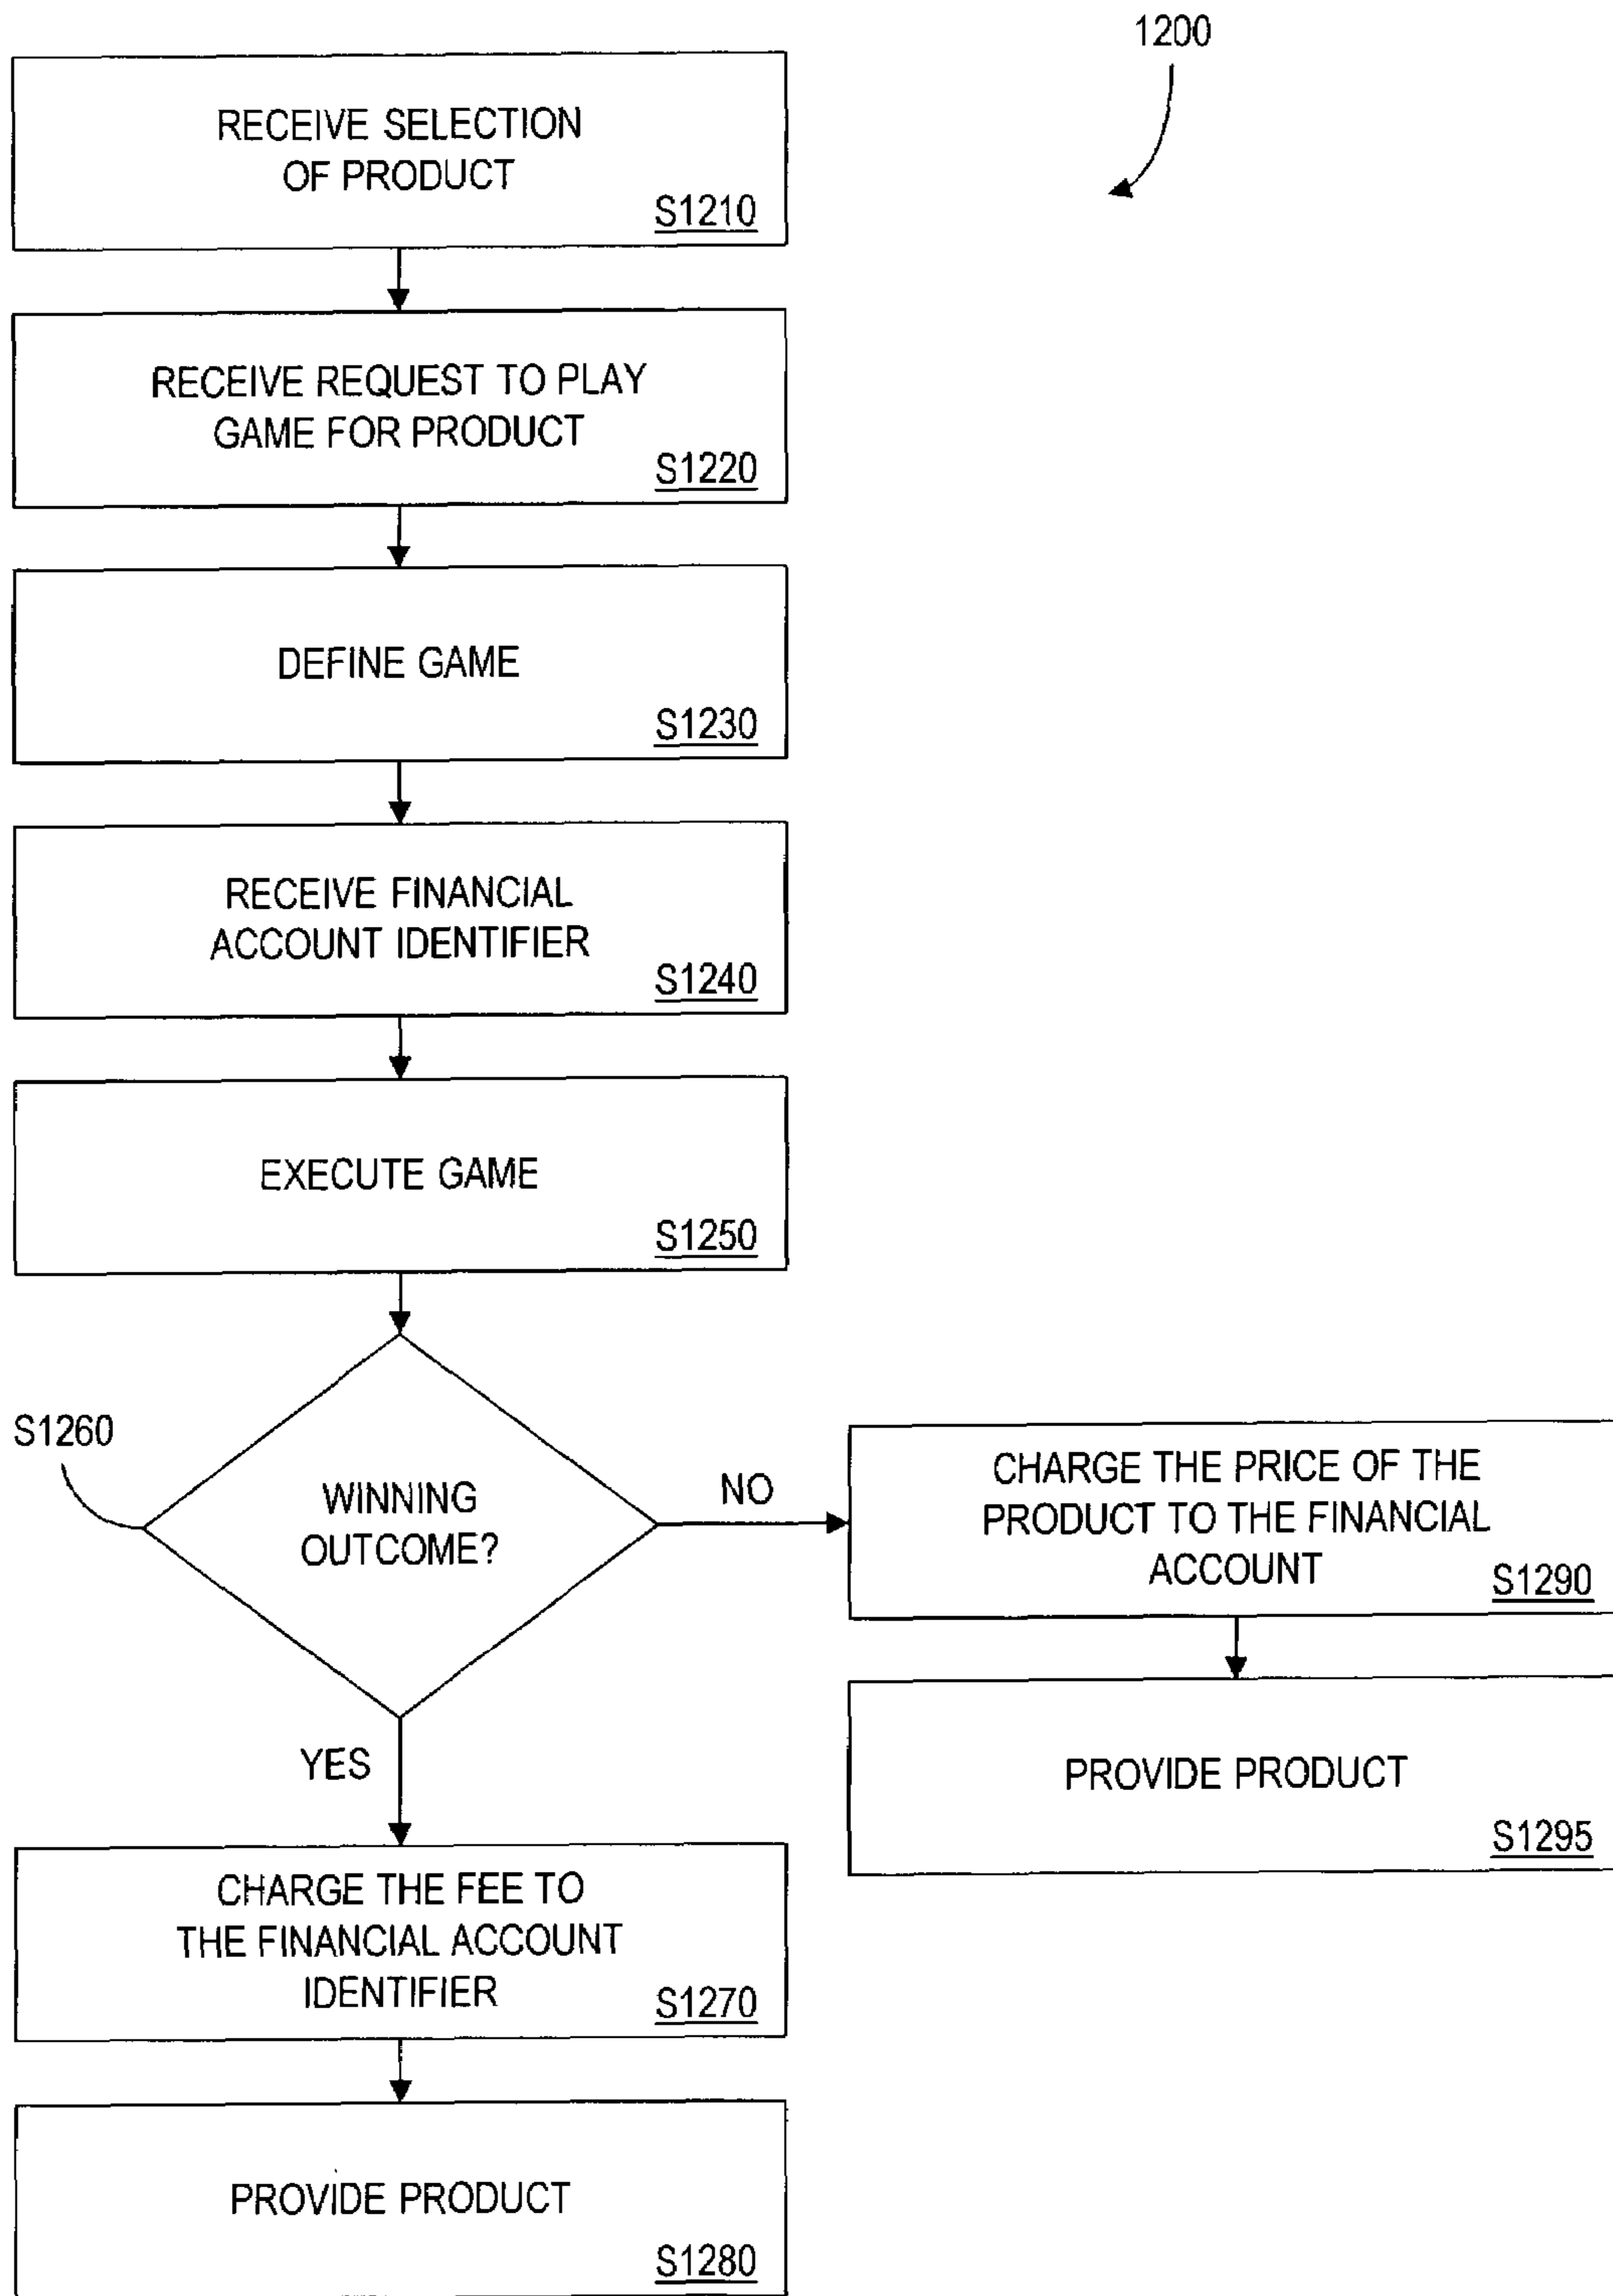 1200
RECEIVE SELECTION
OF PRODUCT
S1210
RECEIVE REQUEST TO PLAY
GAME FOR PRODUCT
S1220
DEFINE GAME
S1230
RECEIVE FINANCIAL
ACCOUNT IDENTIFIER
S1240
EXECUTE GAME
S1250
S1260
WINNING
OUTCOME?
NO
CHARGE THE PRICE OF THE
PRODUCT TO THE FINANCIAL
ACCOUNT
S1290
PROVIDE PRODUCT
S1295
YES
CHARGE THE FEE TO
THE FINANCIAL ACCOUNT
IDENTIFIER
S1270
PROVIDE PRODUCT
S1280